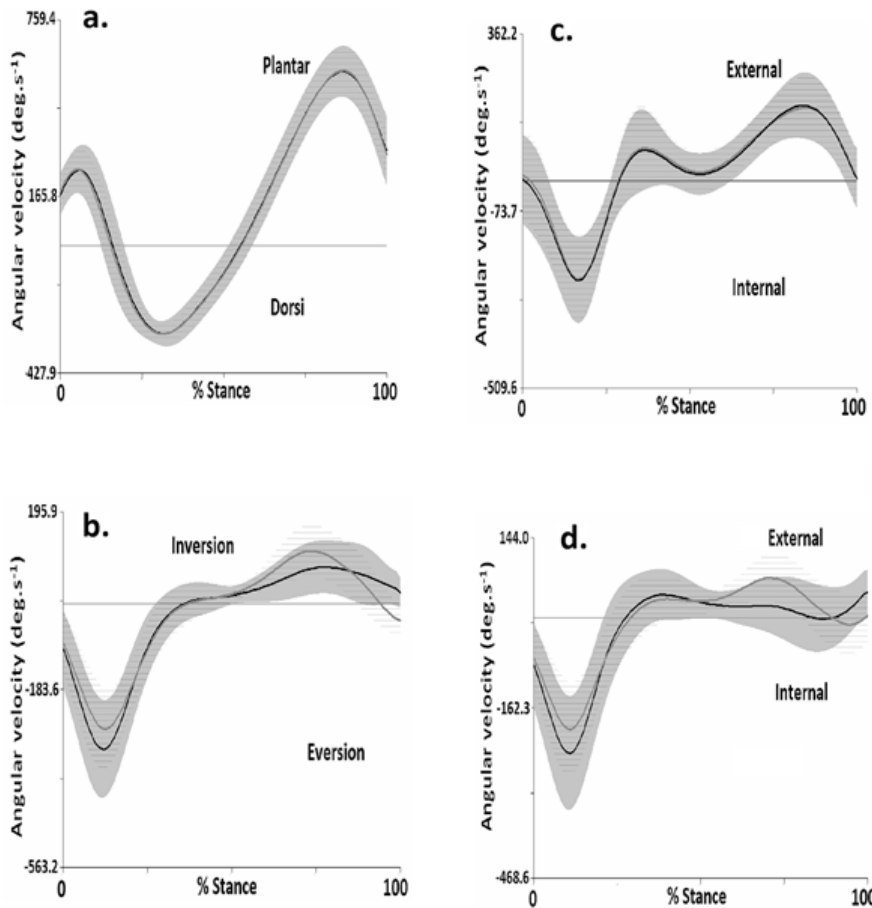 a.
759.4
Plantar
165.8
Dorsi
-427.9
0
% Stance
100
Angular velocity (deg.s⁻¹)
c.
362.2
External
-73.7
Internal
-509.6
0
% Stance
100
Angular velocity (deg.s⁻¹)
b.
195.9
Inversion
-183.6
Eversion
-563.2
0
% Stance
100
Angular velocity (deg.s⁻¹)
d.
144.0
External
-162.3
Internal
-468.6
0
% Stance
100
Angular velocity (deg.s⁻¹)